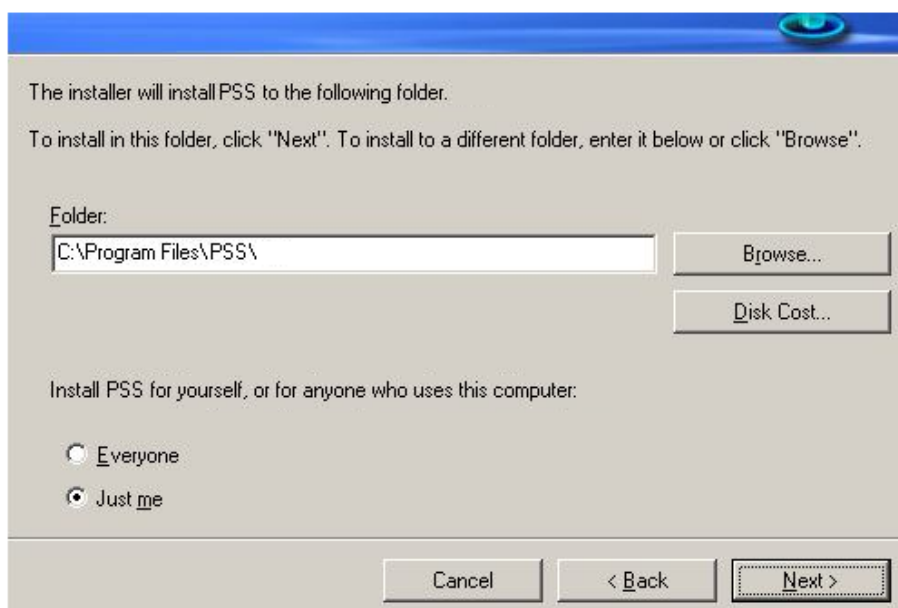 The installer will install PSS to the following folder.
To install in this folder, click "Next". To install to a different folder, enter it below or click "Browse".
Folder:
C:\Program Files\PSS\
Browse...
Disk Cost...
Install PSS for yourself, or for anyone who uses this computer:
Everyone
Just me
Cancel
< Back
Next >